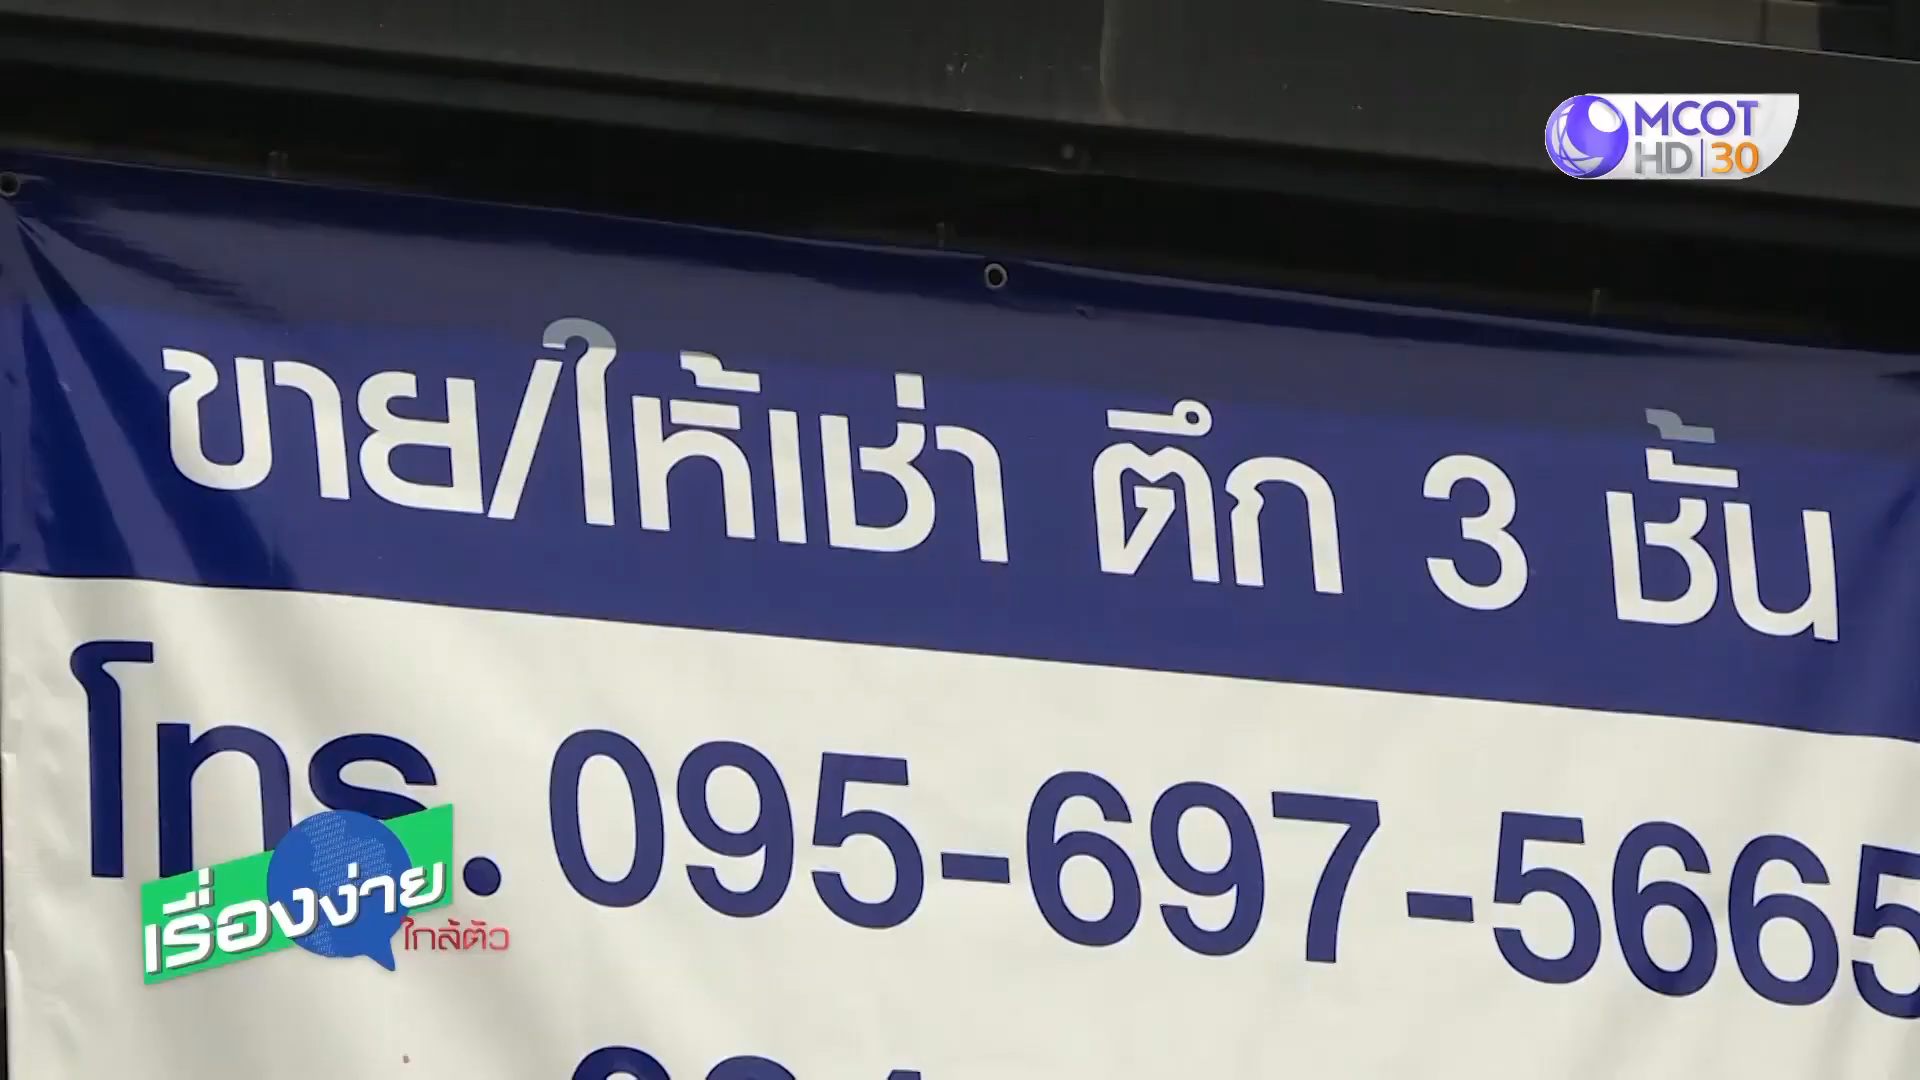 MCOT
HD 30
ขาย/ให้เช่า ตึก 3 ชั้น
โทร. 095-697-5665
เรื่องง่าย
ใกล้ตัว